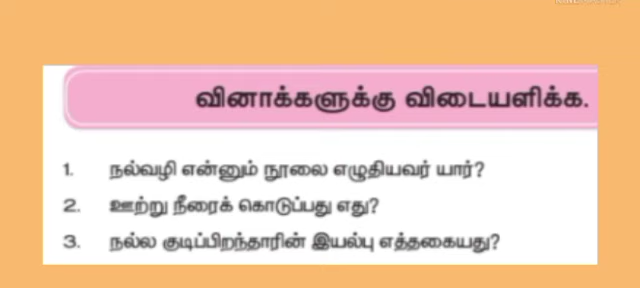 வினாக்களுக்கு விடையளிக்க.
1. நல்வழி என்னும் நூலை எழுதியவர் யார்?
2. ஊற்று நீரைக் கொடுப்பது எது?
3. நல்ல குடிப்பிறந்தாரின் இயல்பு எத்தகையது?